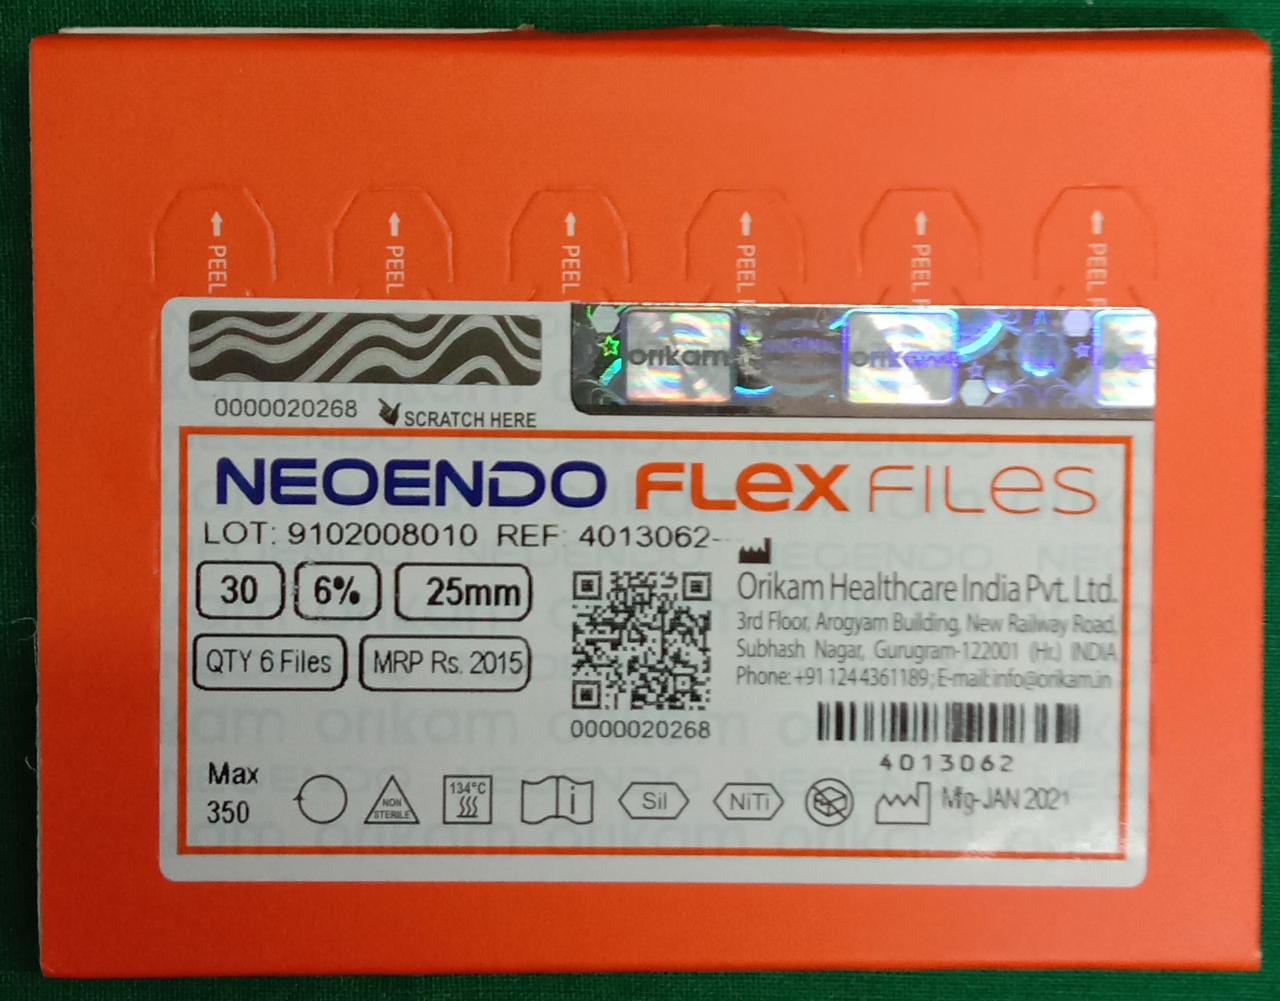 PEEL PEEL PEEL PEEL PEEL PEEL
orikam orikam
0000020268 SCRATCH HERE
NEOENDO FLEX FILES
LOT: 9102008010 REF: 4013062-
30 6% 25mm
QTY 6 Files MRP Rs. 2015
0000020268
Orikam Healthcare India Pvt. Ltd.
3rd Floor, Arogyam Building, New Railway Road,
Subhash Nagar, Gurugram-122001 (Hr.) INDIA
Phone: +91 124 4361189; E-mail: info@orikam.in
4013062
Max
350
NON
STERILE
134°C
i
Sil
NiTi
Mfg-JAN 2021